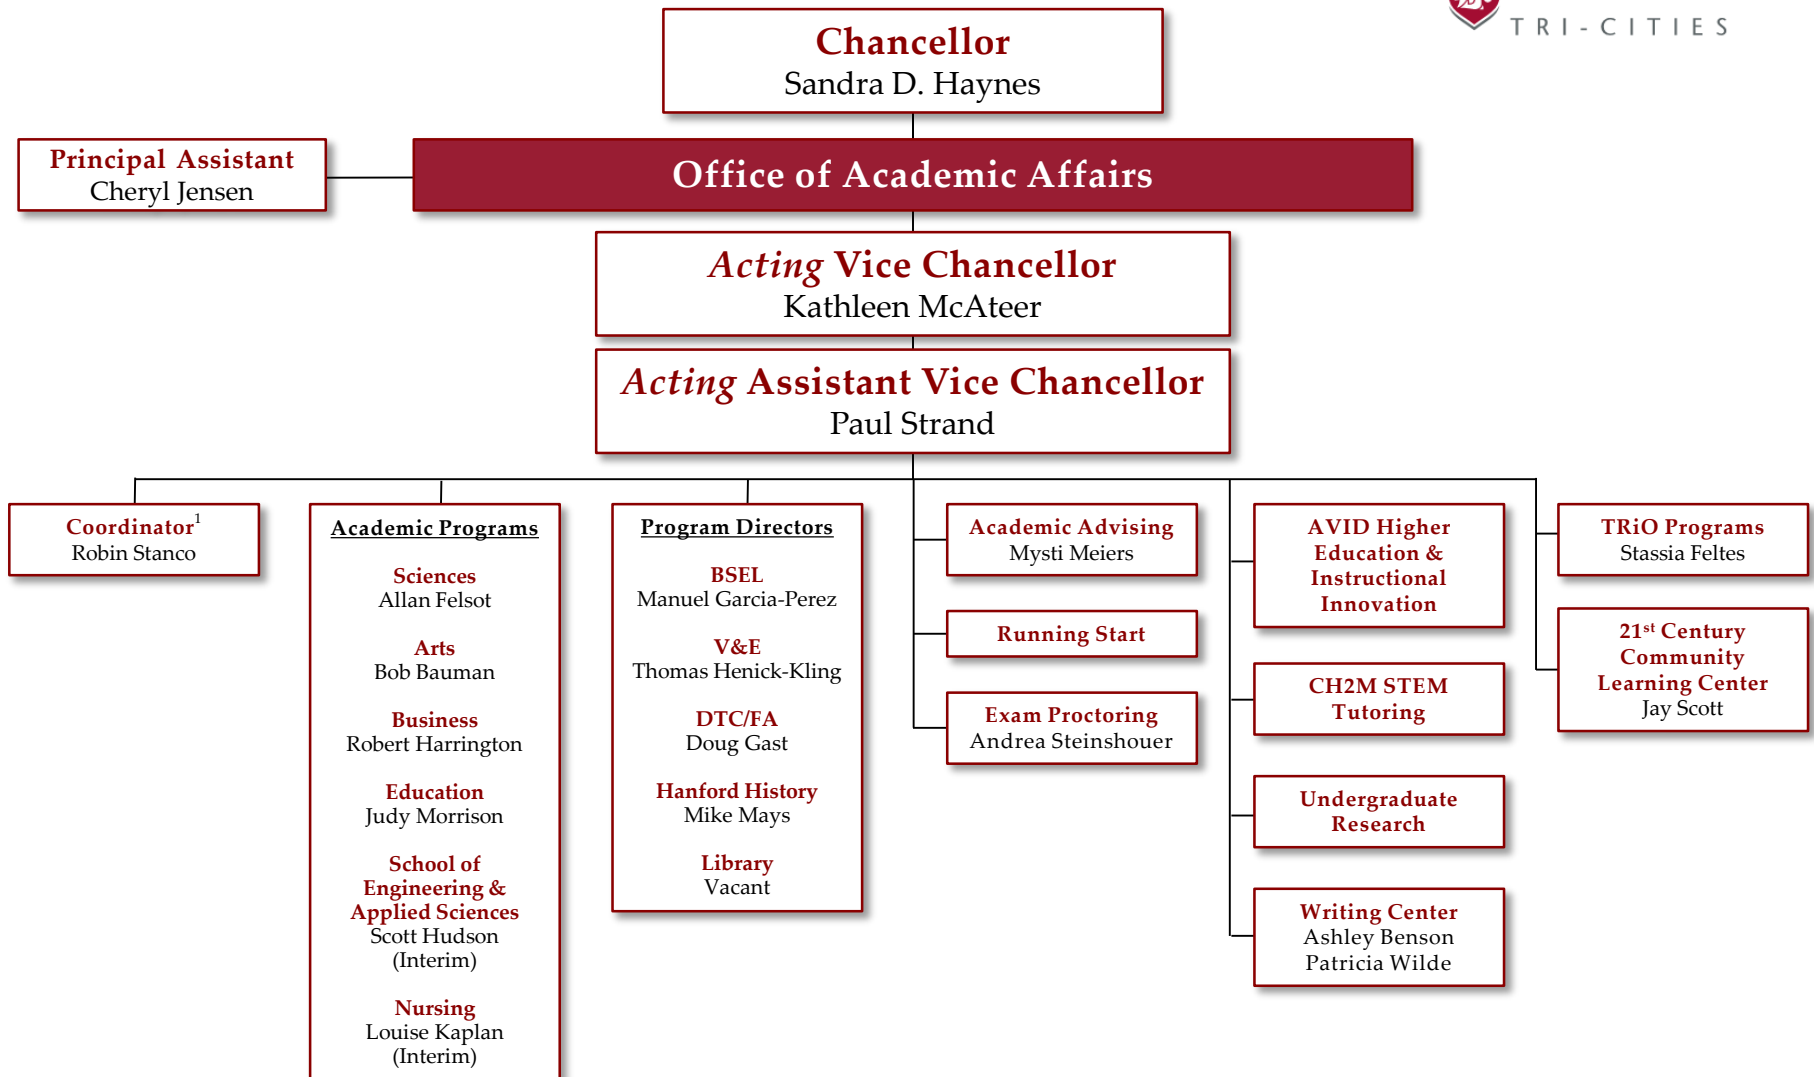 TRI-CITIES
Chancellor
Sandra D. Haynes
Principal Assistant
Cheryl Jensen
Office of Academic Affairs
Acting Vice Chancellor
Kathleen McAteer
Acting Assistant Vice Chancellor
Paul Strand
Coordinator¹
Robin Stanco
Academic Programs
Sciences
Allan Felsot
Arts
Bob Bauman
Business
Robert Harrington
Education
Judy Morrison
School of
Engineering &
Applied Sciences
Scott Hudson
(Interim)
Nursing
Louise Kaplan
(Interim)
Program Directors
BSEL
Manuel Garcia-Perez
V&E
Thomas Henick-Kling
DTC/FA
Doug Gast
Hanford History
Mike Mays
Library
Vacant
Academic Advising
Mysti Meiers
Running Start
Exam Proctoring
Andrea Steinshouer
AVID Higher
Education &
Instructional
Innovation
CH2M STEM
Tutoring
Undergraduate
Research
Writing Center
Ashley Benson
Patricia Wilde
TRiO Programs
Stassia Feltes
21st Century
Community
Learning Center
Jay Scott